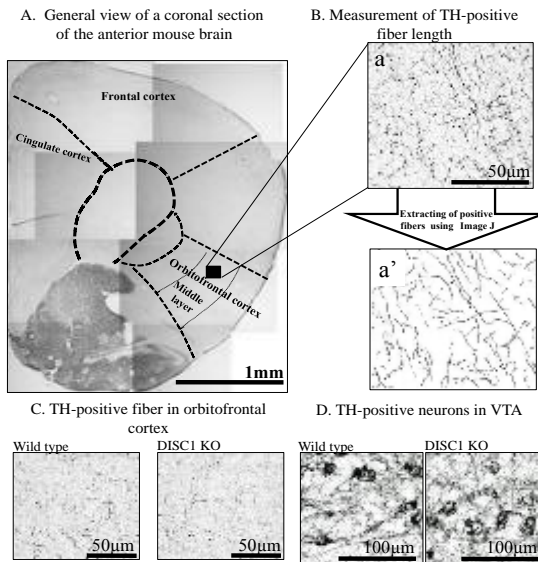 A. General view of a coronal section
of the anterior mouse brain
Frontal cortex
Cingulate cortex
Orbitofrontal cortex
Middle
layer
1mm
B. Measurement of TH-positive
fiber length
a
50μm
Extracting of positive
fibers using Image J
a'
C. TH-positive fiber in orbitofrontal
cortex
Wild type
DISC1 KO
50μm
50μm
D. TH-positive neurons in VTA
Wild type
DISC1 KO
100μm
100μm